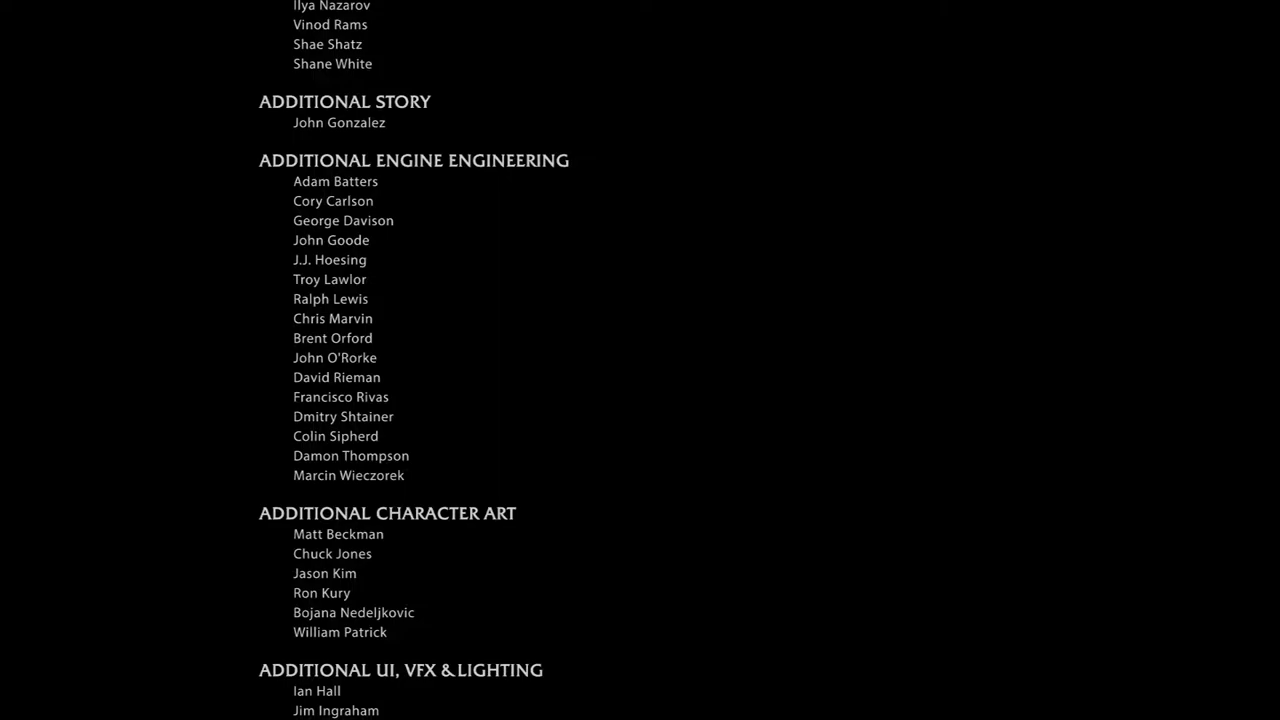 Ilya Nazarov
Vinod Rams
Shae Shatz
Shane White
ADDITIONAL STORY
John Gonzalez
ADDITIONAL ENGINE ENGINEERING
Adam Batters
Cory Carlson
George Davison
John Goode
J.J. Hoesing
Troy Lawlor
Ralph Lewis
Chris Marvin
Brent Orford
John O'Rorke
David Rieman
Francisco Rivas
Dmitry Shtainer
Colin Sipherd
Damon Thompson
Marcin Wieczorek
ADDITIONAL CHARACTER ART
Matt Beckman
Chuck Jones
Jason Kim
Ron Kury
Bojana Nedeljkovic
William Patrick
ADDITIONAL UI, VFX & LIGHTING
Ian Hall
Jim Ingraham